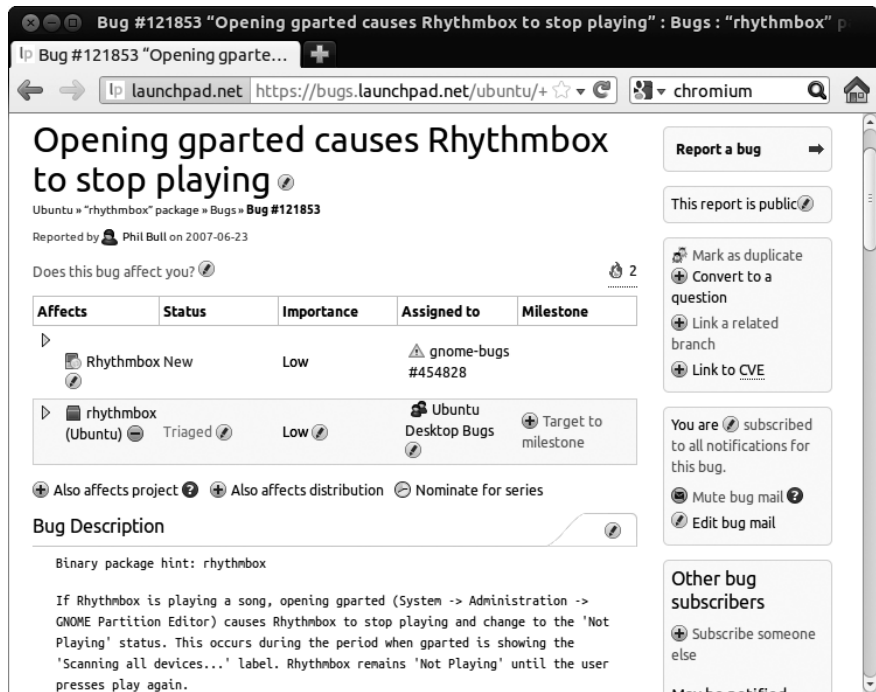 Bug #121853 “Opening gparted causes Rhythmbox to stop playing” : Bugs : “rhythmbox” p
lp Bug #121853 “Opening gparte...
lp launchpad.net https://bugs.launchpad.net/ubuntu/+ chromium
Opening gparted causes Rhythmbox
to stop playing
Ubuntu » “rhythmbox” package » Bugs » Bug #121853
Reported by Phil Bull on 2007-06-23
Does this bug affect you? 2
Affects Status Importance Assigned to Milestone
Rhythmbox New Low gnome-bugs
#454828
rhythmbox
(Ubuntu) Triaged Low Ubuntu
Desktop Bugs Target to
milestone
Also affects project ? Also affects distribution Nominate for series
Bug Description
Binary package hint: rhythmbox
If Rhythmbox is playing a song, opening gparted (System -> Administration ->
GNOME Partition Editor) causes Rhythmbox to stop playing and change to the 'Not
Playing' status. This occurs during the period when gparted is showing the
'Scanning all devices...' label. Rhythmbox remains 'Not Playing' until the user
presses play again.
Report a bug
This report is public
Mark as duplicate
Convert to a
question
Link a related
branch
Link to CVE
You are subscribed
to all notifications for
this bug.
Mute bug mail ?
Edit bug mail
Other bug
subscribers
Subscribe someone
else
May be notified